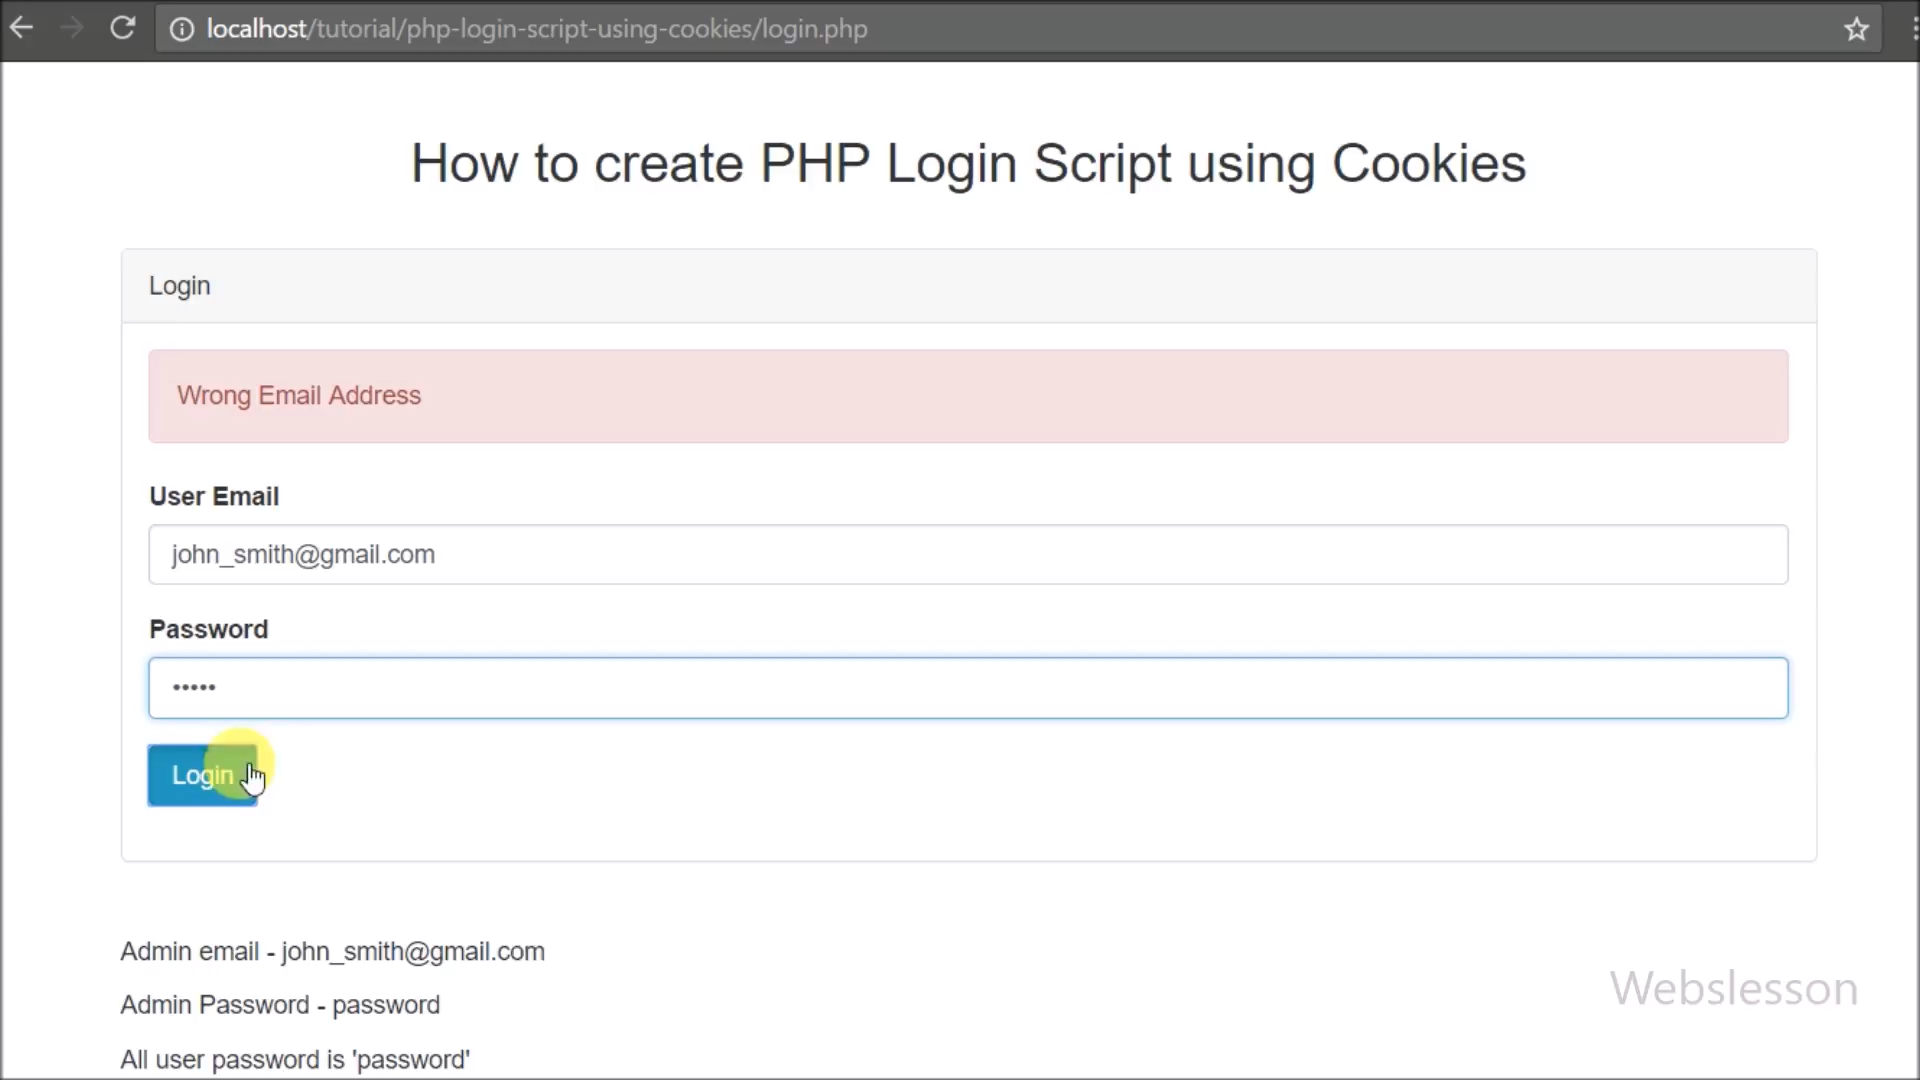 localhost/tutorial/php-login-script-using-cookies/login.php
How to create PHP Login Script using Cookies
Login
Wrong Email Address
User Email
john_smith@gmail.com
Password
•••••
Login
Admin email - john_smith@gmail.com
Admin Password - password
Webslesson
All user password is 'password'